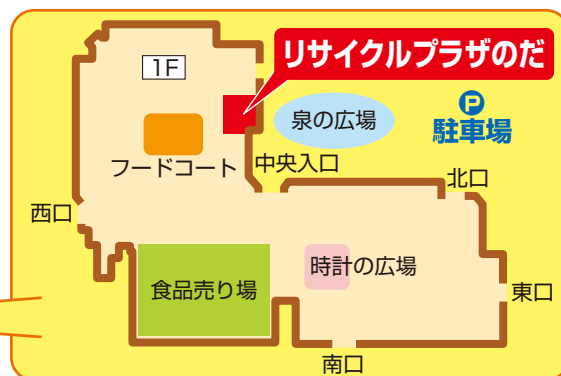 1F
リサイクルプラザのだ
泉の広場
P
駐車場
フードコート
中央入口
北口
西口
時計の広場
食品売り場
東口
南口